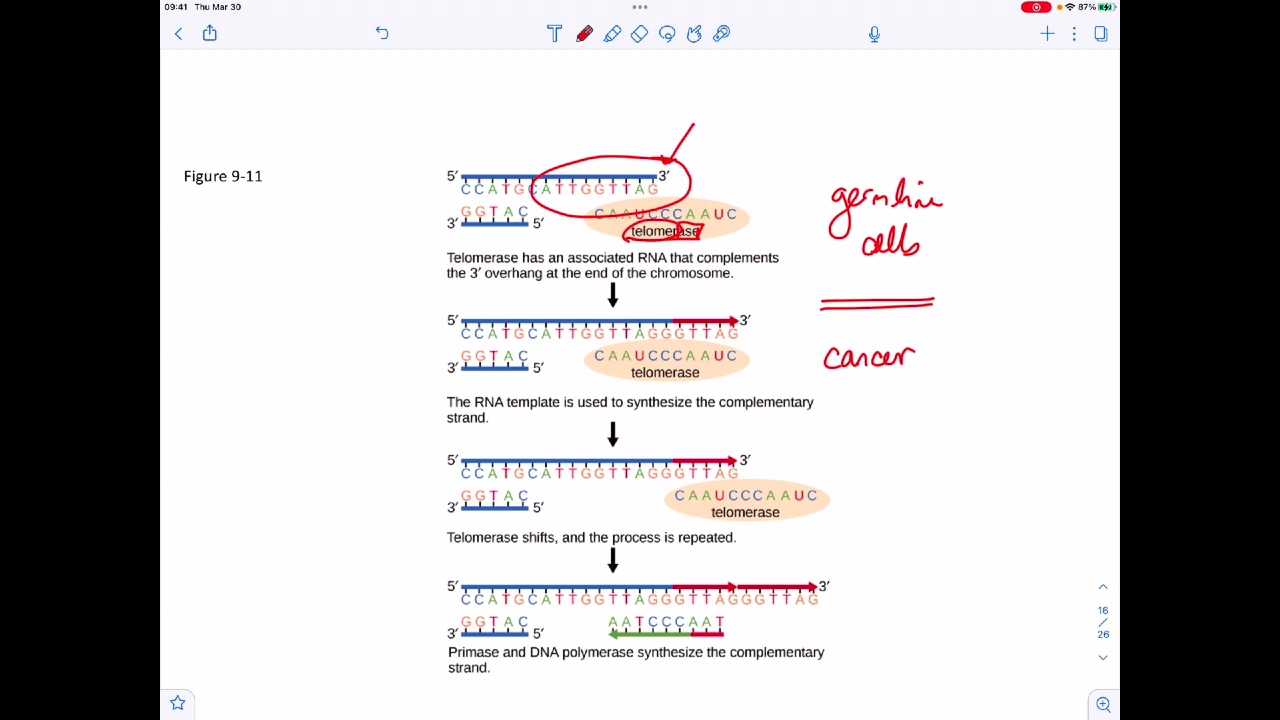 09:41 Thu Mar 30
87%
Figure 9-11
5′ 3′
CCATGCATTGGTTAG
GGTAC CAAUCCCAAUC
3′ 5′ telomerase
germline
cells
Telomerase has an associated RNA that complements
the 3′ overhang at the end of the chromosome.
5′ 3′
CCATGCATTGGTTAGGGTTAG
GGTAC CAAUCCCAAUC
3′ 5′ telomerase
cancer
The RNA template is used to synthesize the complementary
strand.
5′ 3′
CCATGCATTGGTTAGGGTTAG
GGTAC CAAUCCCAAUC
3′ 5′ telomerase
Telomerase shifts, and the process is repeated.
5′ 3′
CCATGCATTGGTTAGGGTTAGGGTTAG
GGTAC AATCCCAAT
3′ 5′
Primase and DNA polymerase synthesize the complementary
strand.
16
/
26